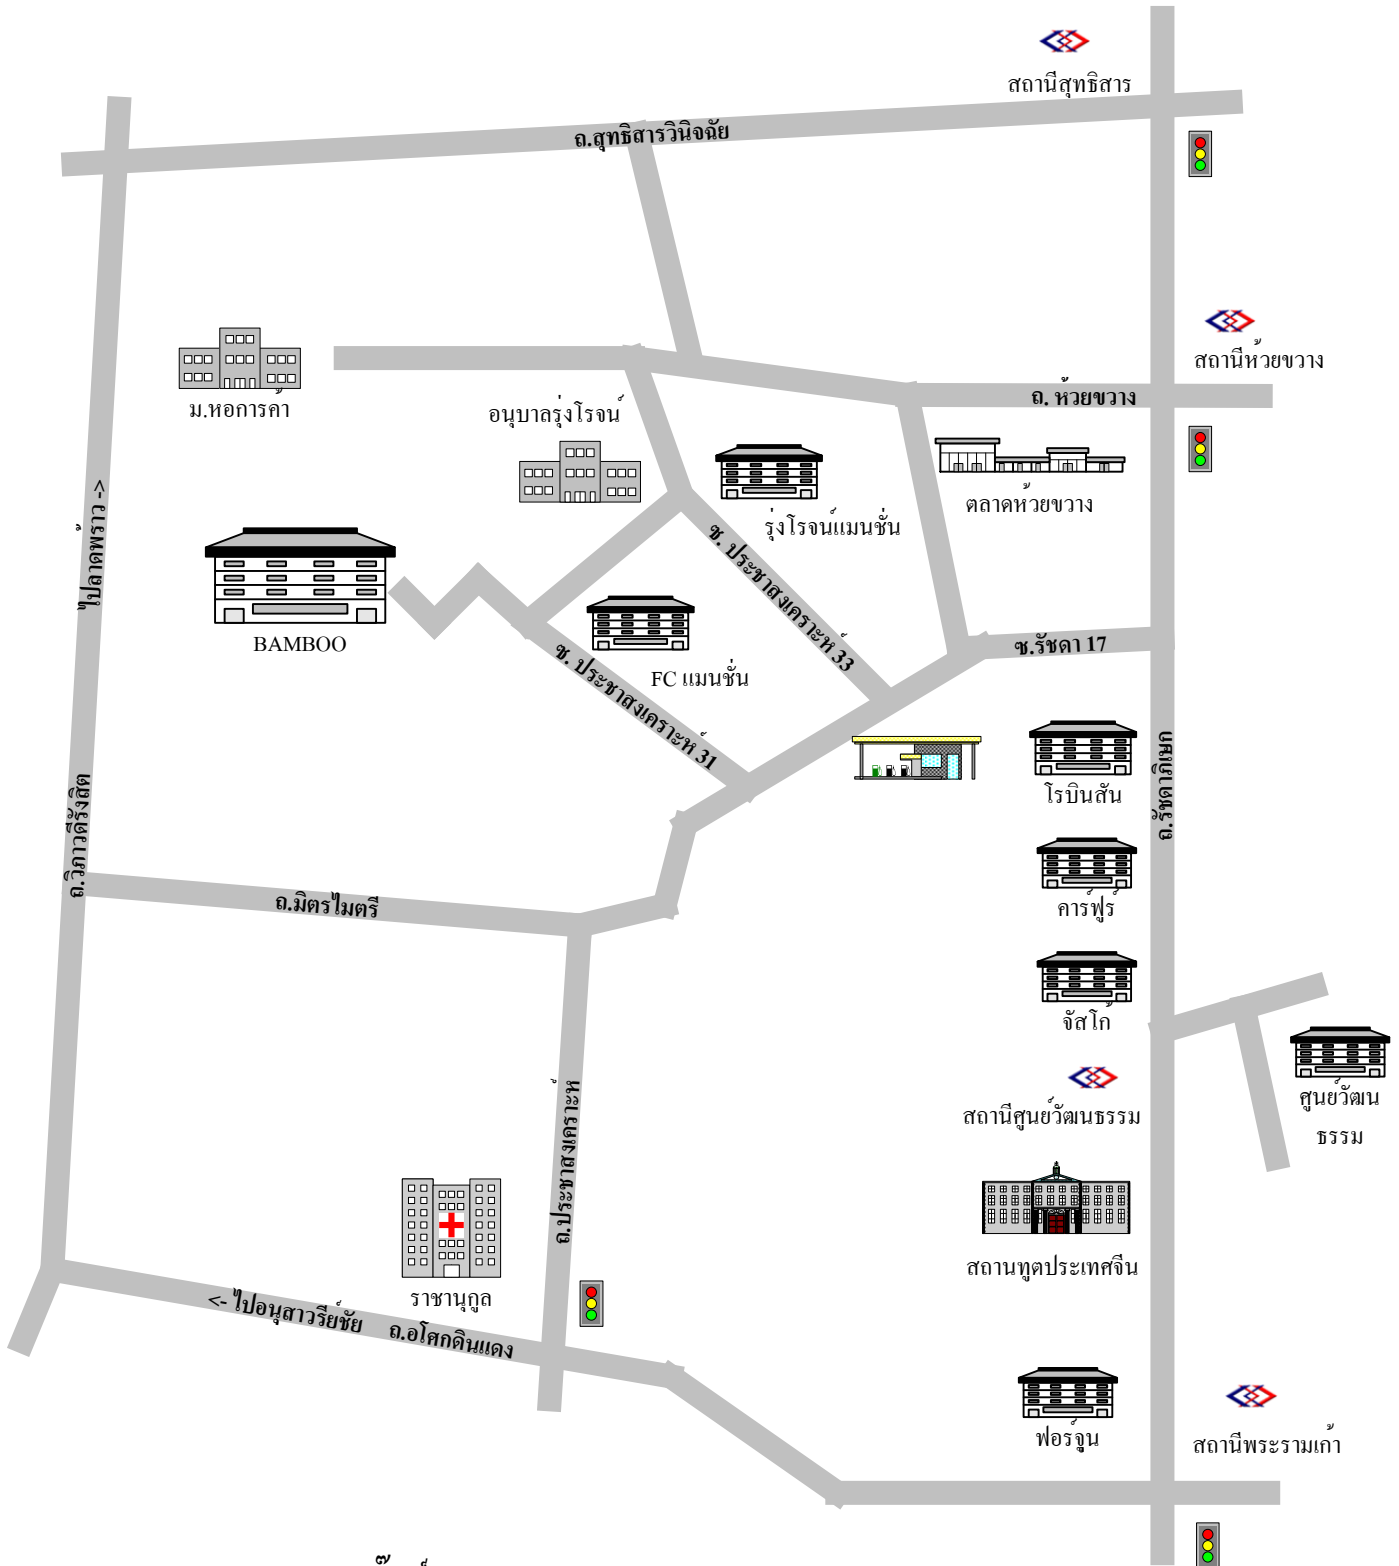 สถานีสุทธิสาร
ถ.สุทธิสารวินิจฉัย
สถานีห้วยขวาง
ถ. ห้วยขวาง
ม.หอการค้า
อนุบาลรุ่งโรจน์
ตลาดห้วยขวาง
รุ่งโรจน์แมนชั่น
ไปลาดพร้าว ->
ซ. ประชาสงเคราะห์ 33
BAMBOO
ซ.รัชดา 17
FC แมนชั่น
ซ. ประชาสงเคราะห์ 31
โรบินสัน
ถ.รัชดาภิเษก
ถ.วิภาวดีรังสิต
ถ.มิตรไมตรี
คาร์ฟูร์
จัสโก้
ศูนย์วัฒน
ธรรม
สถานีศูนย์วัฒนธรรม
ถ.ประชาสงเคราะห์
สถานทูตประเทศจีน
ราชานุกูล
<- ไปอนุสาวรีย์ชัย ถ.อโศกดินแดง
ฟอร์จูน
สถานีพระรามเก้า